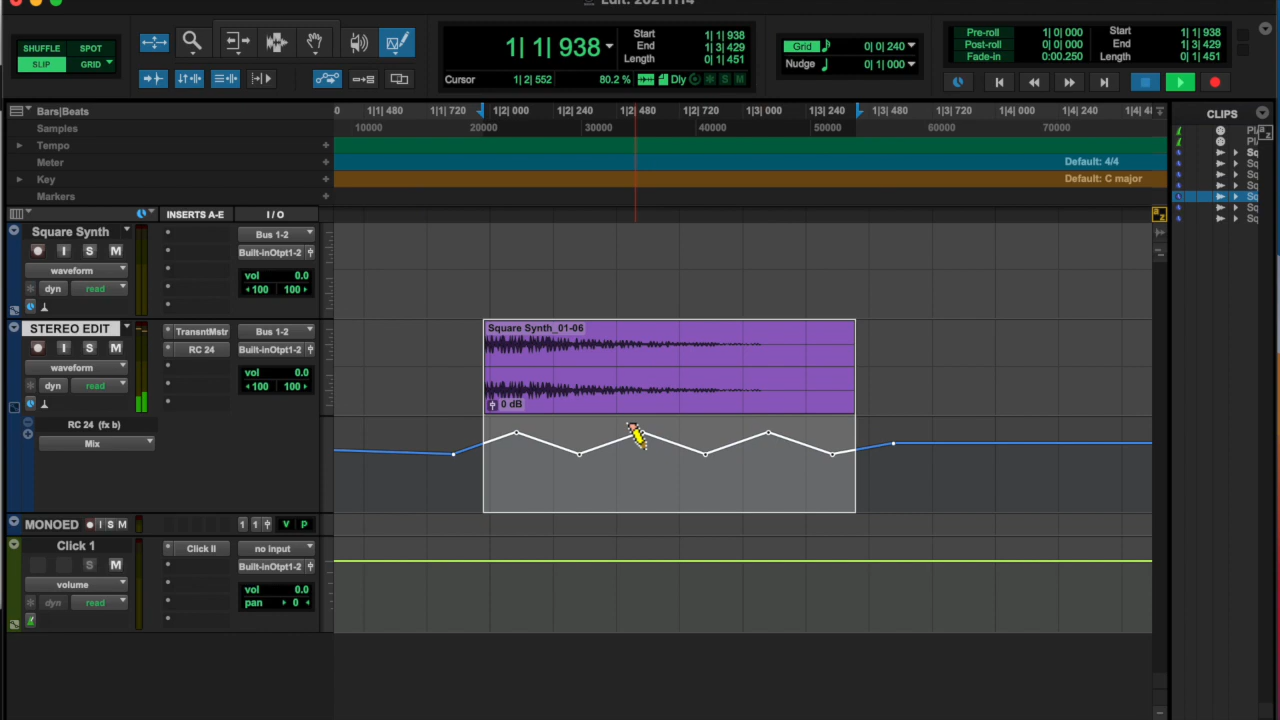 Edit: 20211114
SHUFFLE SPOT
SLIP GRID
1| 1| 938
Start 1| 1| 938
End 1| 3| 429
Length 0| 1| 451
Cursor 1| 2| 552 80.2 % Dly S M
Grid 0| 0| 240
Nudge 0| 1| 000
Pre-roll 1| 0| 000 Start 1| 1| 938
Post-roll 4| 0| 000 End 1| 3| 429
Fade-in 0:00.250 Length 0| 1| 451
Bars|Beats 0 1|1| 480 1|1| 720 1|2| 000 1|2| 240 1|2| 480 1|2| 720 1|3| 000 1|3| 240 1|3| 480 1|3| 720 1|4| 000 1|4| 240
CLIPS
Samples 10000 20000 30000 40000 50000 60000 70000
Tempo
Meter Default: 4/4
Key Default: C major
Markers
INSERTS A-E I / O
Square Synth Bus 1-2
I S M Built-inOtpt1-2
waveform vol 0.0
dyn read 100 100
STEREO EDIT TransntMstr Bus 1-2 Square Synth_01-06
I S M RC 24 Built-inOtpt1-2
waveform vol 0.0
dyn read 100 100
0 dB
RC 24 (fx b)
Mix
MONOED I S M 1 1 V P
Click 1 Click II no input
S M Built-inOtpt1-2
volume vol 0.0
dyn read pan 0